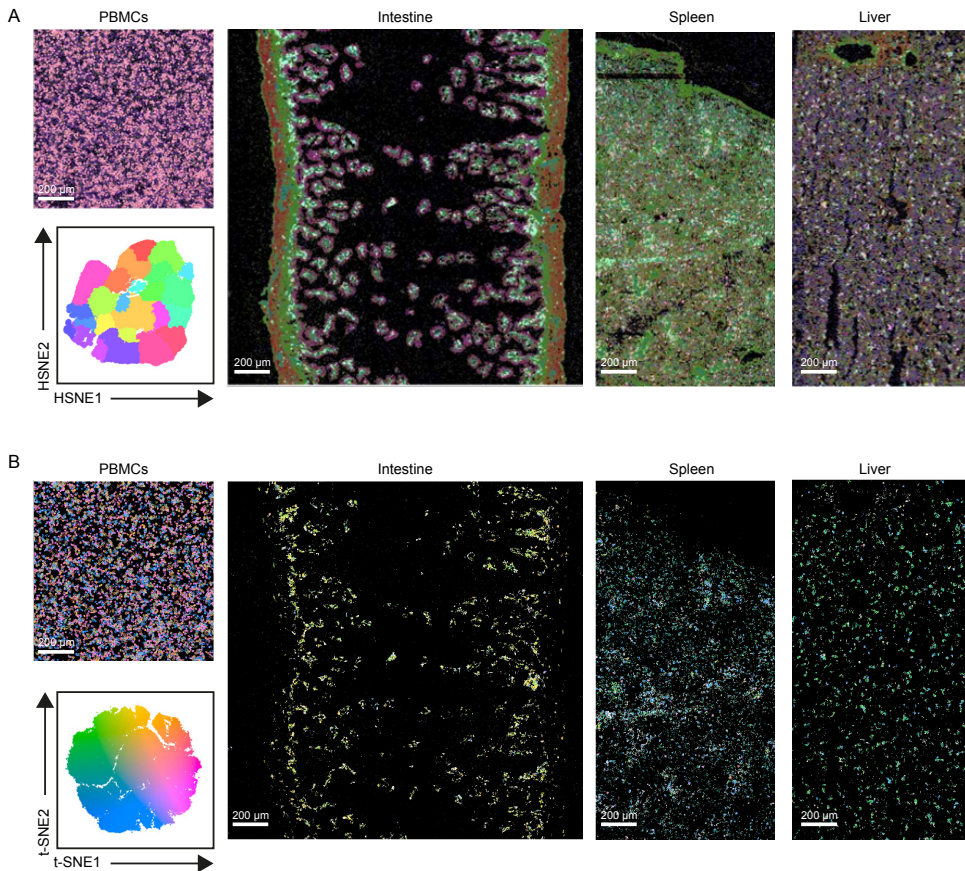 A
PBMCs
Intestine
Spleen
Liver
200 µm
200 µm
200 µm
200 µm
HSNE2
HSNE1
B
PBMCs
Intestine
Spleen
Liver
200 µm
200 µm
200 µm
200 µm
t-SNE2
t-SNE1